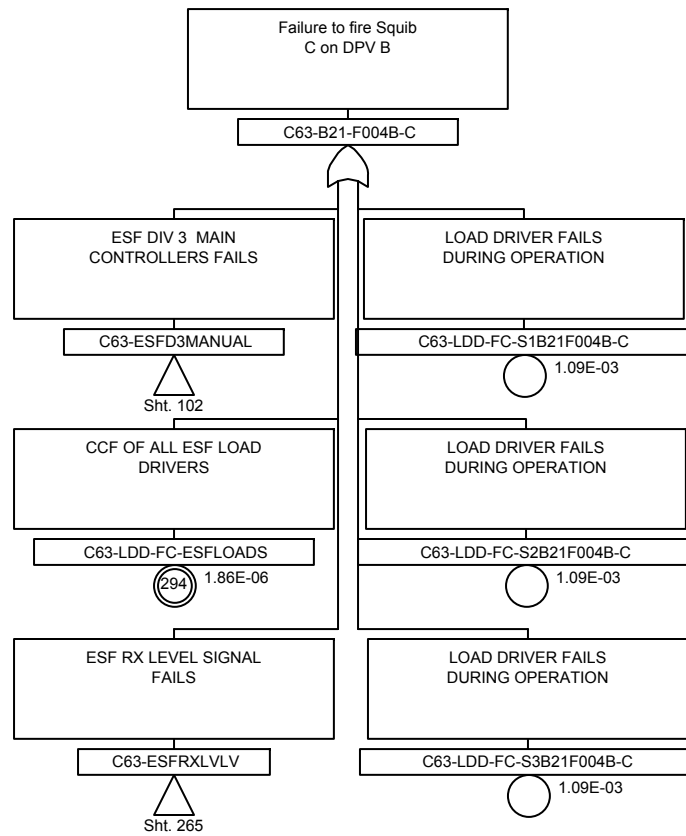 Failure to fire Squib
C on DPV B
C63-B21-F004B-C
ESF DIV 3 MAIN
CONTROLLERS FAILS
C63-ESFD3MANUAL
Sht. 102
LOAD DRIVER FAILS
DURING OPERATION
C63-LDD-FC-S1B21F004B-C
1.09E-03
CCF OF ALL ESF LOAD
DRIVERS
C63-LDD-FC-ESFLOADS
294
1.86E-06
LOAD DRIVER FAILS
DURING OPERATION
C63-LDD-FC-S2B21F004B-C
1.09E-03
ESF RX LEVEL SIGNAL
FAILS
C63-ESFRXLVLV
Sht. 265
LOAD DRIVER FAILS
DURING OPERATION
C63-LDD-FC-S3B21F004B-C
1.09E-03